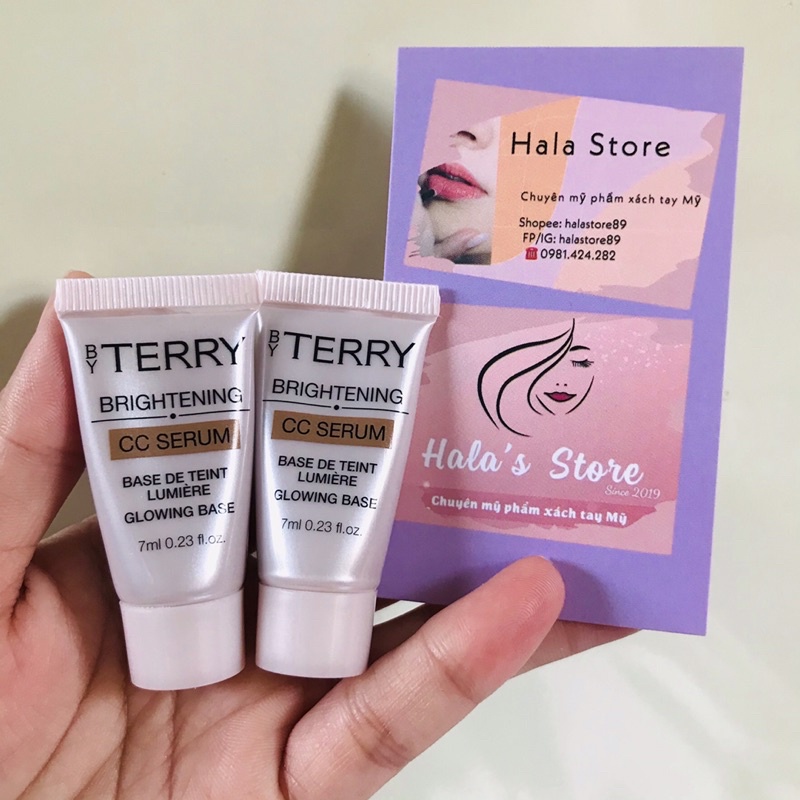 BY TERRY
BRIGHTENING
CC SERUM
BASE DE TEINT
LUMIÈRE
GLOWING BASE
7ml 0.23 fl.oz.
BY TERRY
BRIGHTENING
CC SERUM
BASE DE TEINT
LUMIÈRE
GLOWING BASE
7ml 0.23 fl.oz.
Hala Store
Chuyên mỹ phẩm xách tay Mỹ
Shopee: halastore89
FP/IG: halastore89
☎ 0981.424.282
Hala's Store
Since 2019
Chuyên mỹ phẩm xách tay Mỹ